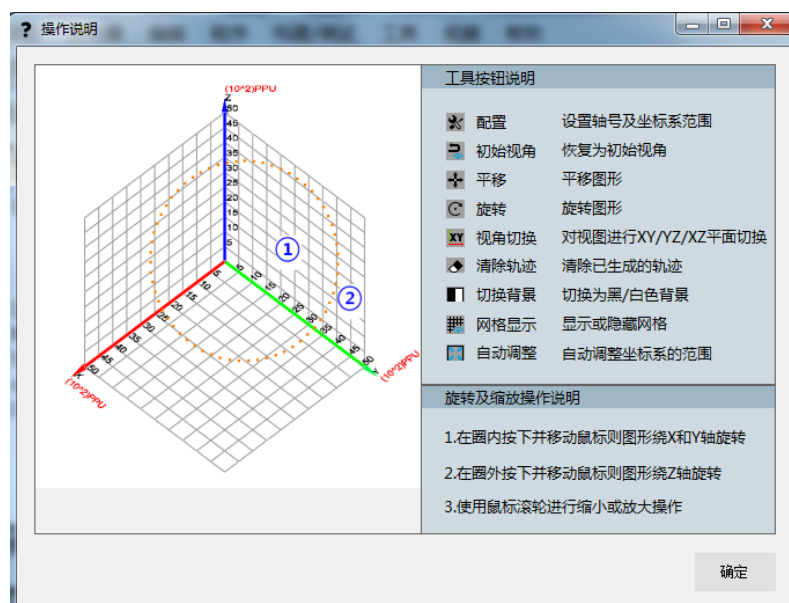 ? 操作说明
(10^2)PPU
Z
50
45
40
35
30
25
20
15
10
5
①
②
5
10
15
20
25
30
35
40
45
50
X
(10^2)PPU
5
10
15
20
25
30
35
40
45
50
Y
(10^2)PPU
工具按钮说明
配置 设置轴号及坐标系范围
初始视角 恢复为初始视角
平移 平移图形
旋转 旋转图形
XY 视角切换 对视图进行XY/YZ/XZ平面切换
清除轨迹 清除已生成的轨迹
切换背景 切换为黑/白色背景
网格显示 显示或隐藏网格
自动调整 自动调整坐标系的范围
旋转及缩放操作说明
1.在圈内按下并移动鼠标则图形绕X和Y轴旋转
2.在圈外按下并移动鼠标则图形绕Z轴旋转
3.使用鼠标滚轮进行缩小或放大操作
确定